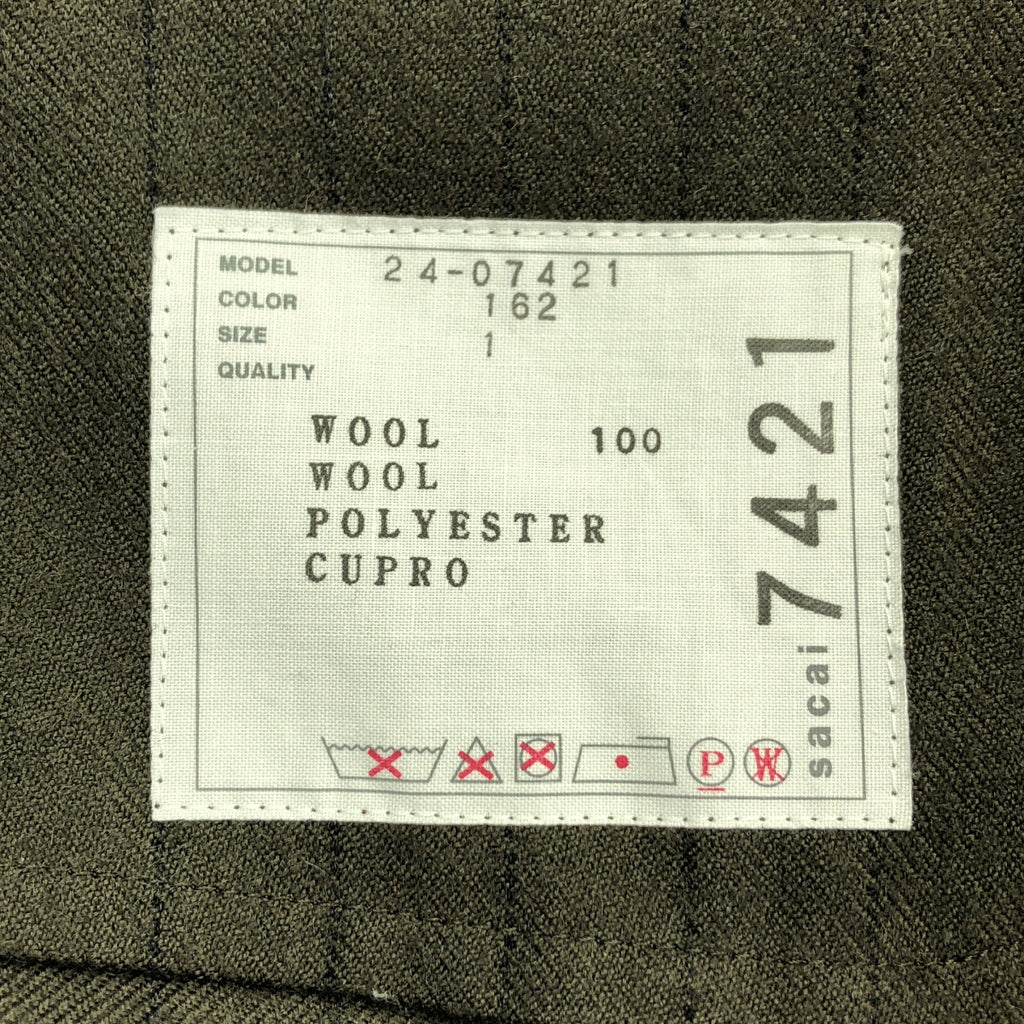 MODEL 24-07421
COLOR 162
SIZE 1
QUALITY
WOOL 100
WOOL
POLYESTER
CUPRO
P
W
sacai 7421